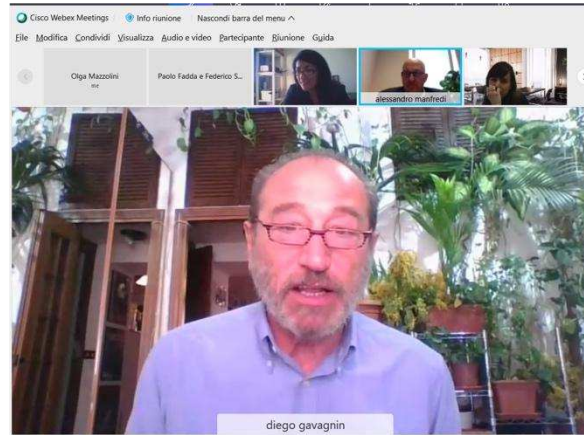 Cisco Webex Meetings Info riunione Nascondi barra del menu
File Modifica Condividi Visualizza Audio e video Partecipante Riunione Guida
Olga Mazzolini
me
Paolo Fadda e Federico S...
alessandro manfredi
diego gavagnin